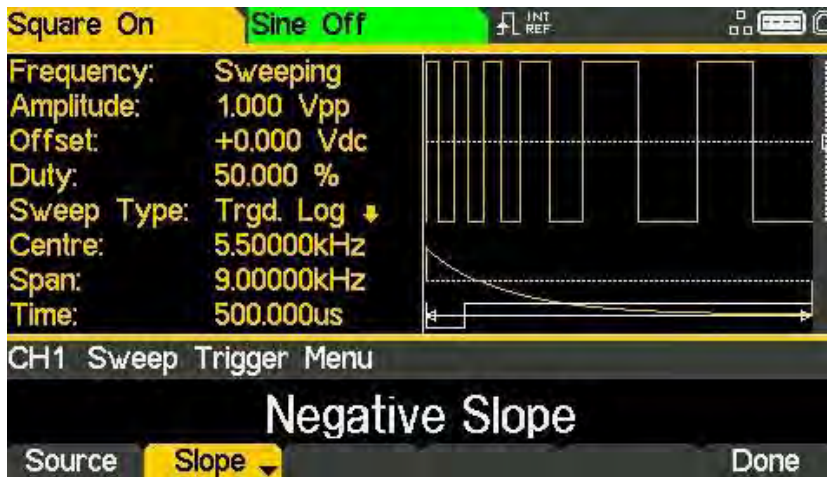 Square On Sine Off INT REF
Frequency: Sweeping
Amplitude: 1.000 Vpp
Offset: +0.000 Vdc
Duty: 50.000 %
Sweep Type: Trgd. Log
Centre: 5.50000kHz
Span: 9.00000kHz
Time: 500.000us
CH1 Sweep Trigger Menu
Negative Slope
Source Slope Done